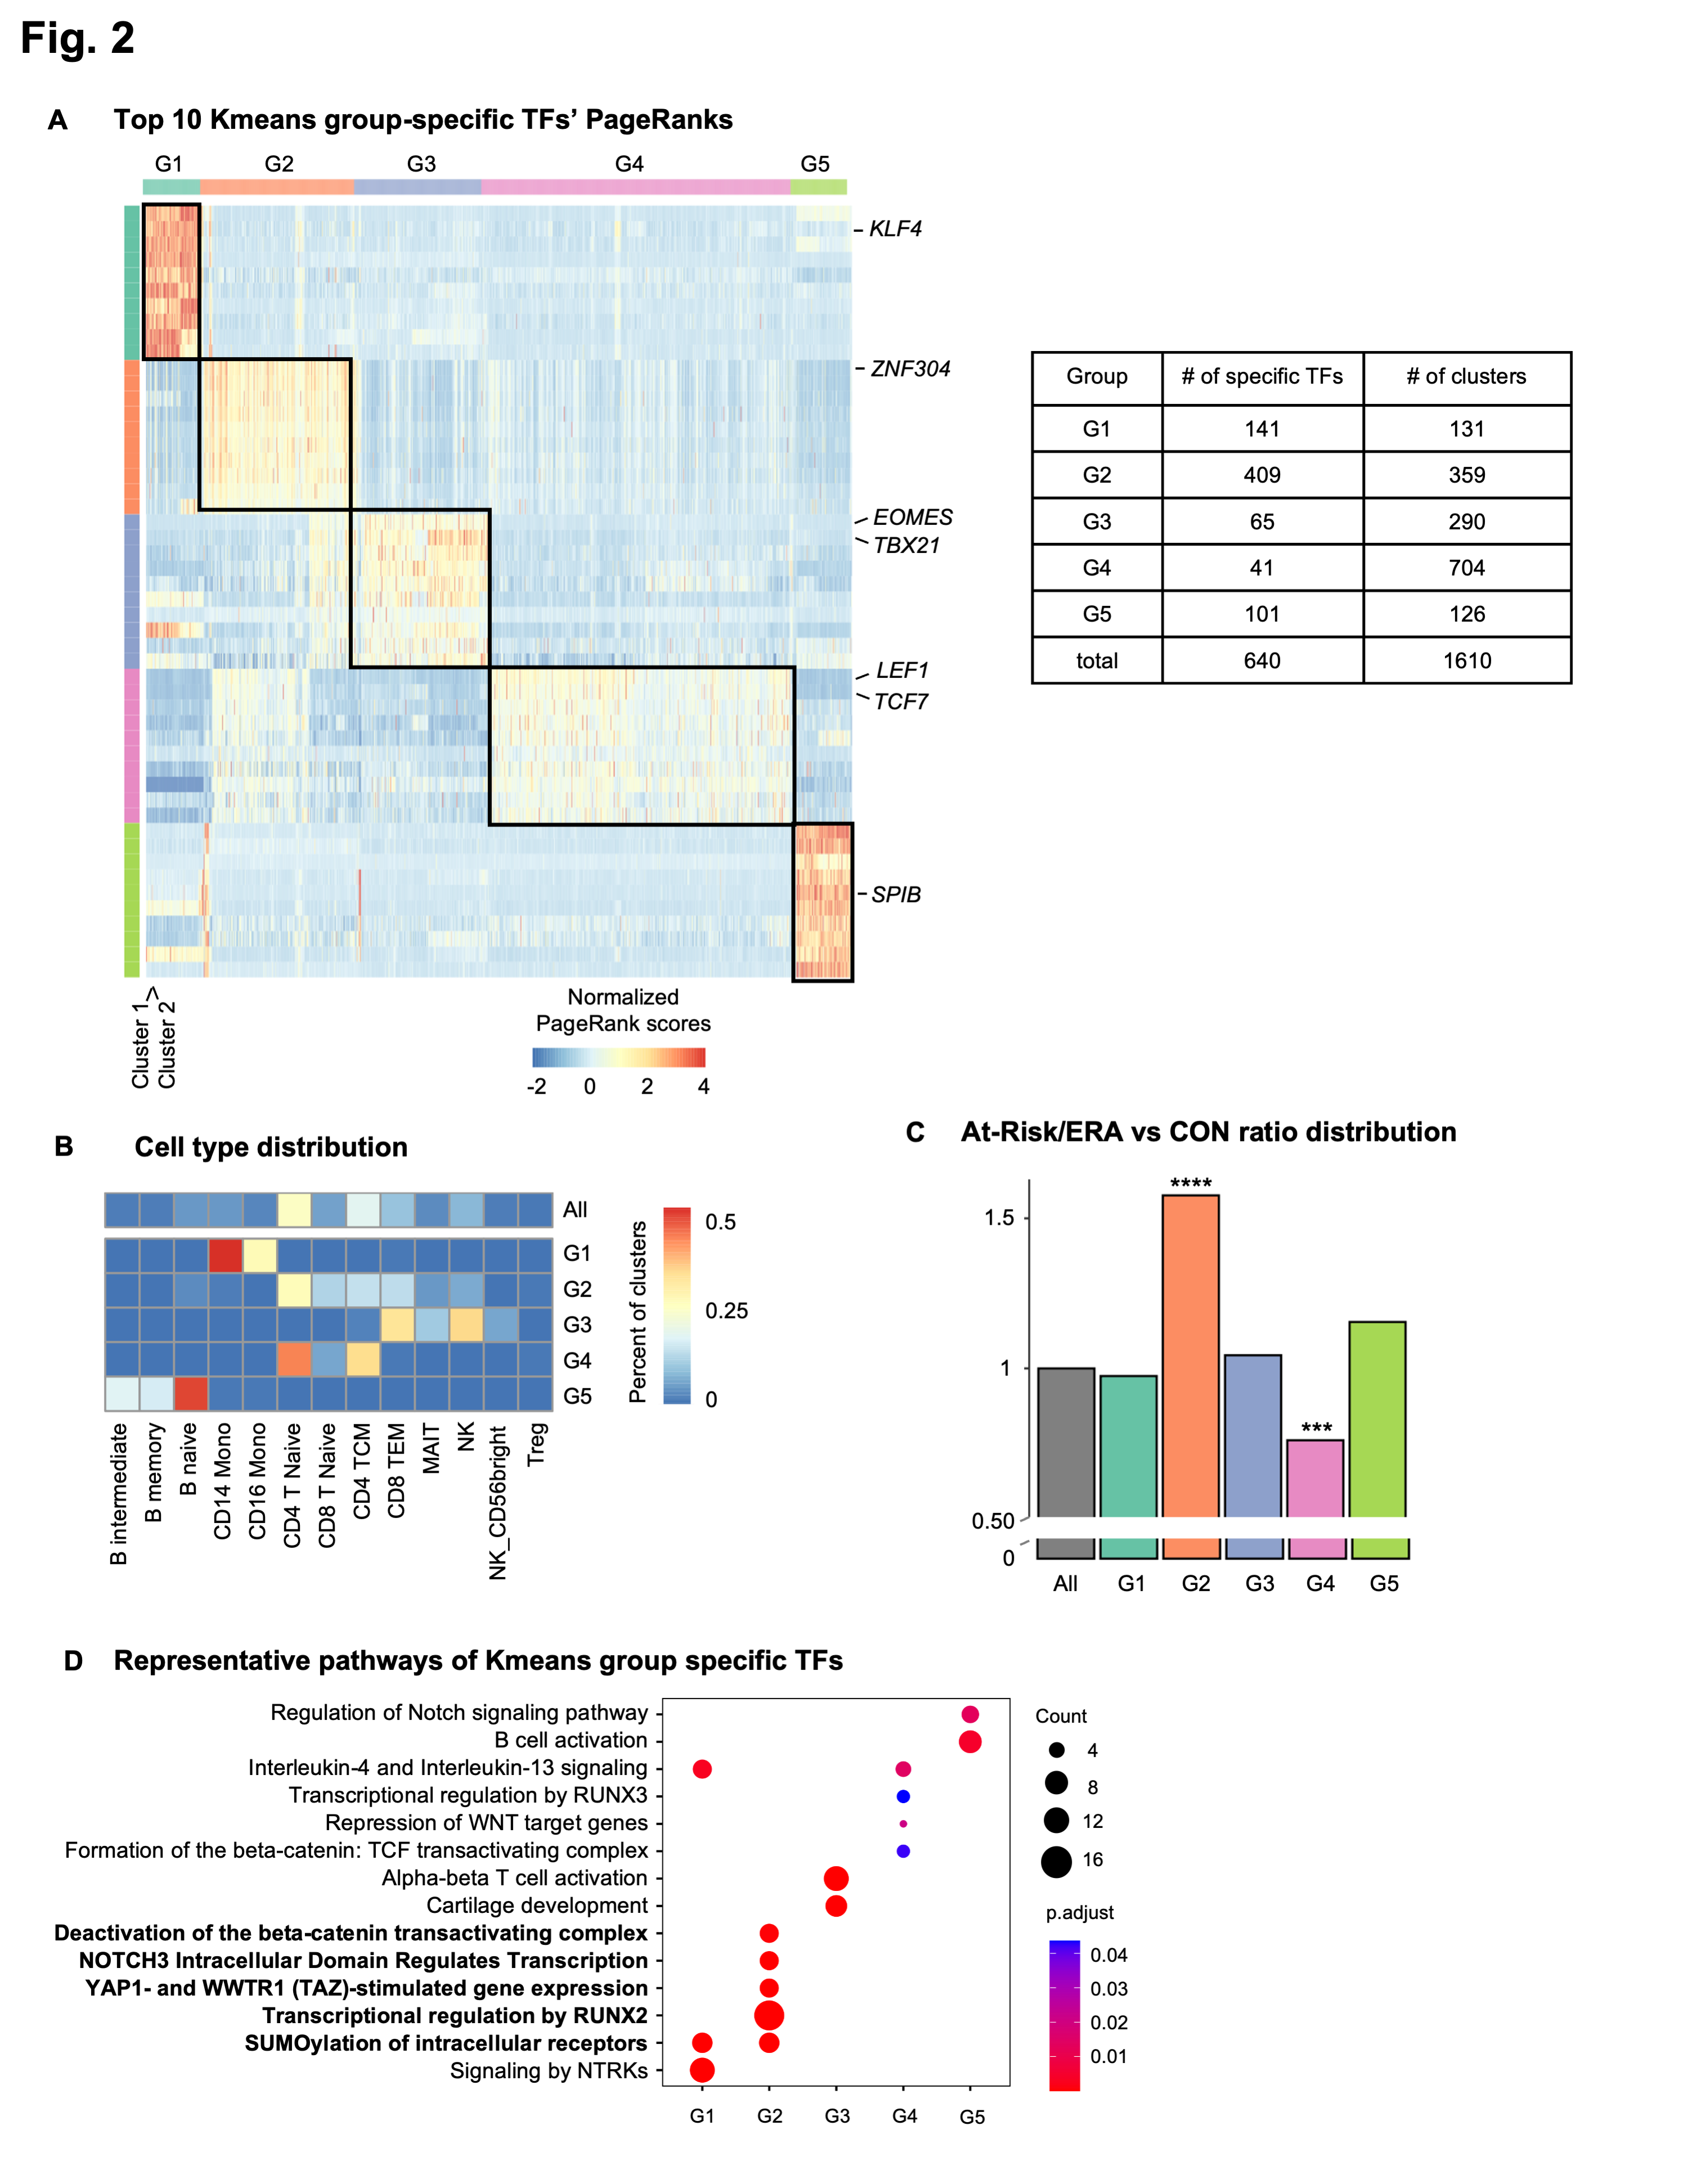 Fig. 2
A Top 10 Kmeans group-specific TFs’ PageRanks
G1 G2 G3 G4 G5
KLF4
ZNF304
EOMES
TBX21
LEF1
TCF7
SPIB
Group # of specific TFs # of clusters
G1 141 131
G2 409 359
G3 65 290
G4 41 704
G5 101 126
total 640 1610
Cluster 1
Cluster 2
Normalized
PageRank scores
-2 0 2 4
B Cell type distribution
All
G1
G2
G3
G4
G5
B intermediate
B memory
B naive
CD14 Mono
CD16 Mono
CD4 T Naive
CD8 T Naive
CD4 TCM
CD8 TEM
MAIT
NK
NK_CD56bright
Treg
Percent of clusters
0.5
0.25
0
C At-Risk/ERA vs CON ratio distribution
****
1.5
1
***
0.50
0
All G1 G2 G3 G4 G5
D Representative pathways of Kmeans group specific TFs
Regulation of Notch signaling pathway
B cell activation
Interleukin-4 and Interleukin-13 signaling
Transcriptional regulation by RUNX3
Repression of WNT target genes
Formation of the beta-catenin: TCF transactivating complex
Alpha-beta T cell activation
Cartilage development
Deactivation of the beta-catenin transactivating complex
NOTCH3 Intracellular Domain Regulates Transcription
YAP1- and WWTR1 (TAZ)-stimulated gene expression
Transcriptional regulation by RUNX2
SUMOylation of intracellular receptors
Signaling by NTRKs
G1 G2 G3 G4 G5
Count
4
8
12
16
p.adjust
0.04
0.03
0.02
0.01